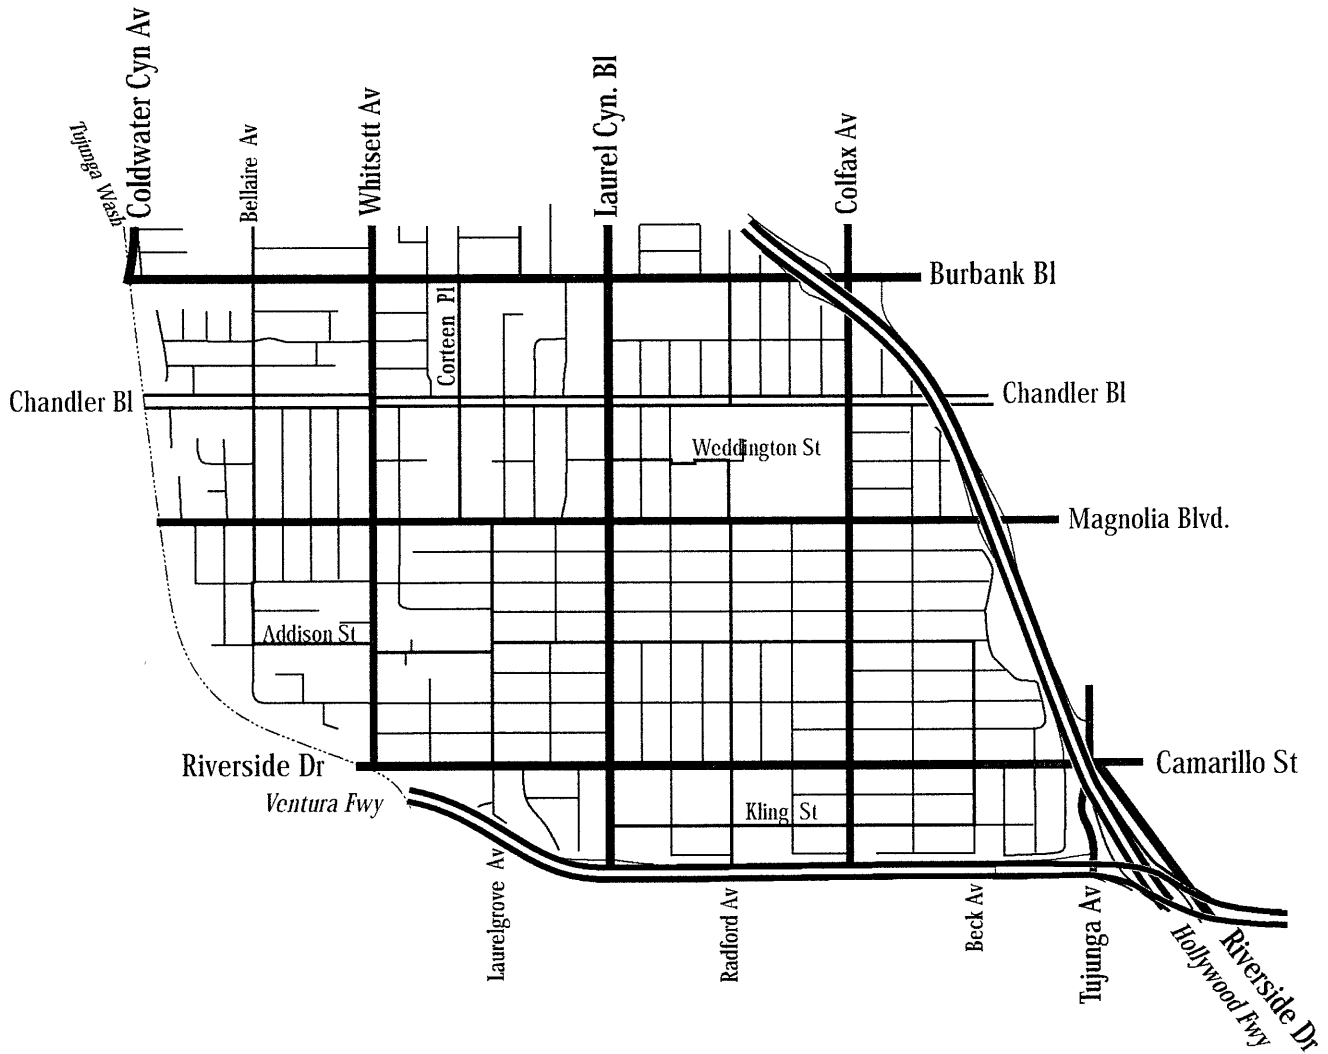 Coldwater Cyn Av
Tujunga Wash
Bellaire Av
Whitsett Av
Laurel Cyn. Bl
Colfax Av
Burbank Bl
Corteen Pl
Chandler Bl
Chandler Bl
Weddington St
Magnolia Blvd.
Addison St
Riverside Dr
Camarillo St
Ventura Fwy
Kling St
Laurelgrove Av
Radford Av
Beck Av
Tujunga Av
Hollywood Fwy
Riverside Dr